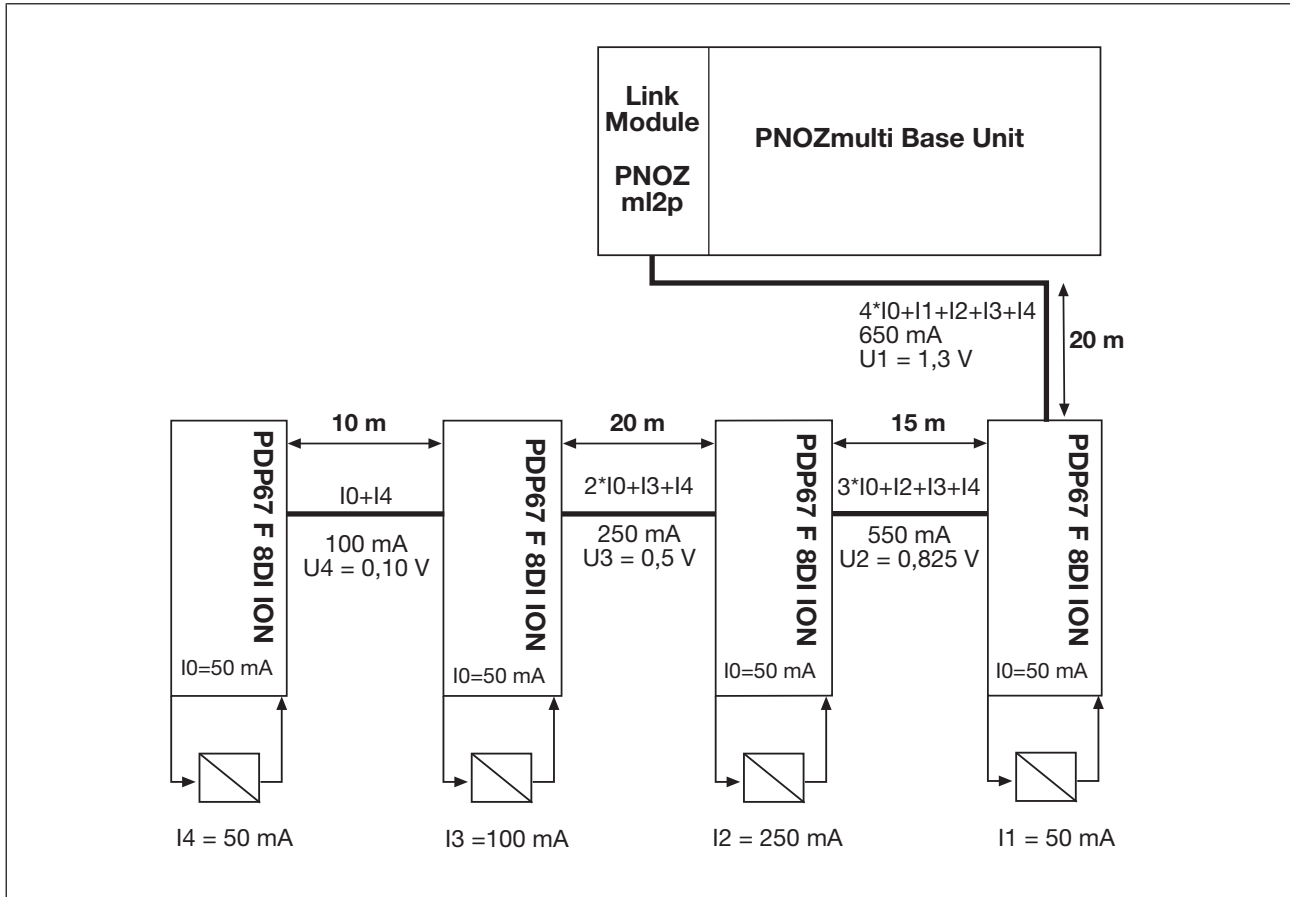 Link
Module
PNOZ
ml2p
PNOZmulti Base Unit
4*I0+I1+I2+I3+I4
650 mA
U1 = 1,3 V
20 m
10 m
20 m
15 m
PDP67 F 8DI ION
PDP67 F 8DI ION
PDP67 F 8DI ION
PDP67 F 8DI ION
I0+I4
100 mA
U4 = 0,10 V
2*I0+I3+I4
250 mA
U3 = 0,5 V
3*I0+I2+I3+I4
550 mA
U2 = 0,825 V
I0=50 mA
I0=50 mA
I0=50 mA
I0=50 mA
I4 = 50 mA
I3 =100 mA
I2 = 250 mA
I1 = 50 mA